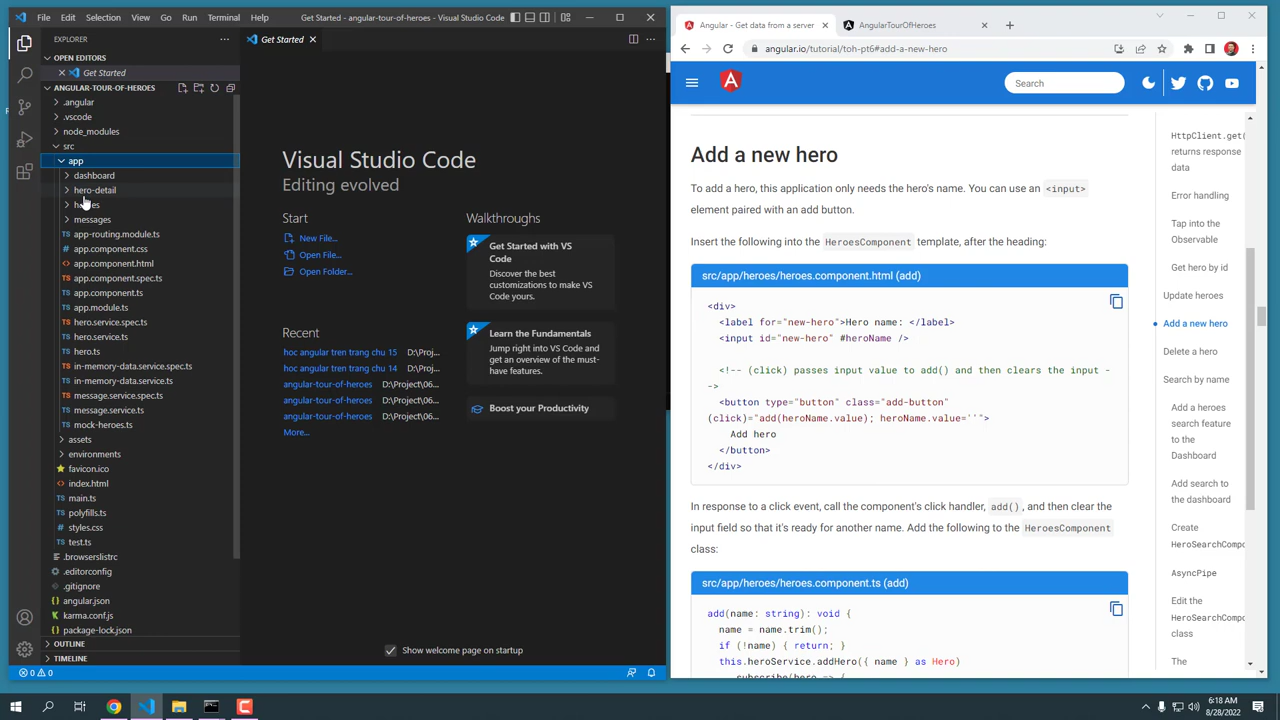 File Edit Selection View Go Run Terminal Help
Get Started - angular-tour-of-heroes - Visual Studio Code
EXPLORER
OPEN EDITORS
Get Started
ANGULAR-TOUR-OF-HEROES
.angular
.vscode
node_modules
src
app
dashboard
hero-detail
messages
app-routing.module.ts
app.component.css
app.component.html
app.component.spec.ts
app.component.ts
app.module.ts
hero.service.spec.ts
hero.service.ts
hero.ts
in-memory-data.service.spec.ts
in-memory-data.service.ts
message.service.spec.ts
message.service.ts
mock-heroes.ts
assets
environments
favicon.ico
index.html
main.ts
polyfills.ts
styles.css
test.ts
.browserslistrc
.editorconfig
.gitignore
angular.json
karma.conf.js
package-lock.json
OUTLINE
TIMELINE
0 0
Get Started
Visual Studio Code
Editing evolved
Start
New File...
Open File...
Open Folder...
Recent
hoc angular tren trang chu 15 D:\Proj...
hoc angular tren trang chu 14 D:\Proj...
angular-tour-of-heroes D:\Project\06...
angular-tour-of-heroes D:\Project\06...
angular-tour-of-heroes D:\Project\06...
More...
Walkthroughs
Get Started with VS
Code
Discover the best
customizations to make VS
Code yours.
Learn the Fundamentals
Jump right into VS Code and
get an overview of the must-
have features.
Boost your Productivity
Show welcome page on startup
Angular - Get data from a server
AngularTourOfHeroes
angular.io/tutorial/toh-pt6#add-a-new-hero
Search
Add a new hero
To add a hero, this application only needs the hero's name. You can use an <input>
element paired with an add button.
Insert the following into the HeroesComponent template, after the heading:
src/app/heroes/heroes.component.html (add)
<div>
<label for="new-hero">Hero name: </label>
<input id="new-hero" #heroName />
<!-- (click) passes input value to add() and then clears the input -
->
<button type="button" class="add-button"
(click)="add(heroName.value); heroName.value=''">
Add hero
</button>
</div>
In response to a click event, call the component's click handler, add(), and then clear the
input field so that it's ready for another name. Add the following to the HeroesComponent
class:
src/app/heroes/heroes.component.ts (add)
add(name: string): void {
name = name.trim();
if (!name) { return; }
this.heroService.addHero({ name } as Hero)
.subscribe(hero => {
HttpClient.get(
returns response
data
Error handling
Tap into the
Observable
Get hero by id
Update heroes
Add a new hero
Delete a hero
Search by name
Add a heroes
search feature
to the
Dashboard
Add search to
the dashboard
Create
HeroSearchCompo
AsyncPipe
Edit the
HeroSearchCompo
class
The
6:18 AM
8/28/2022